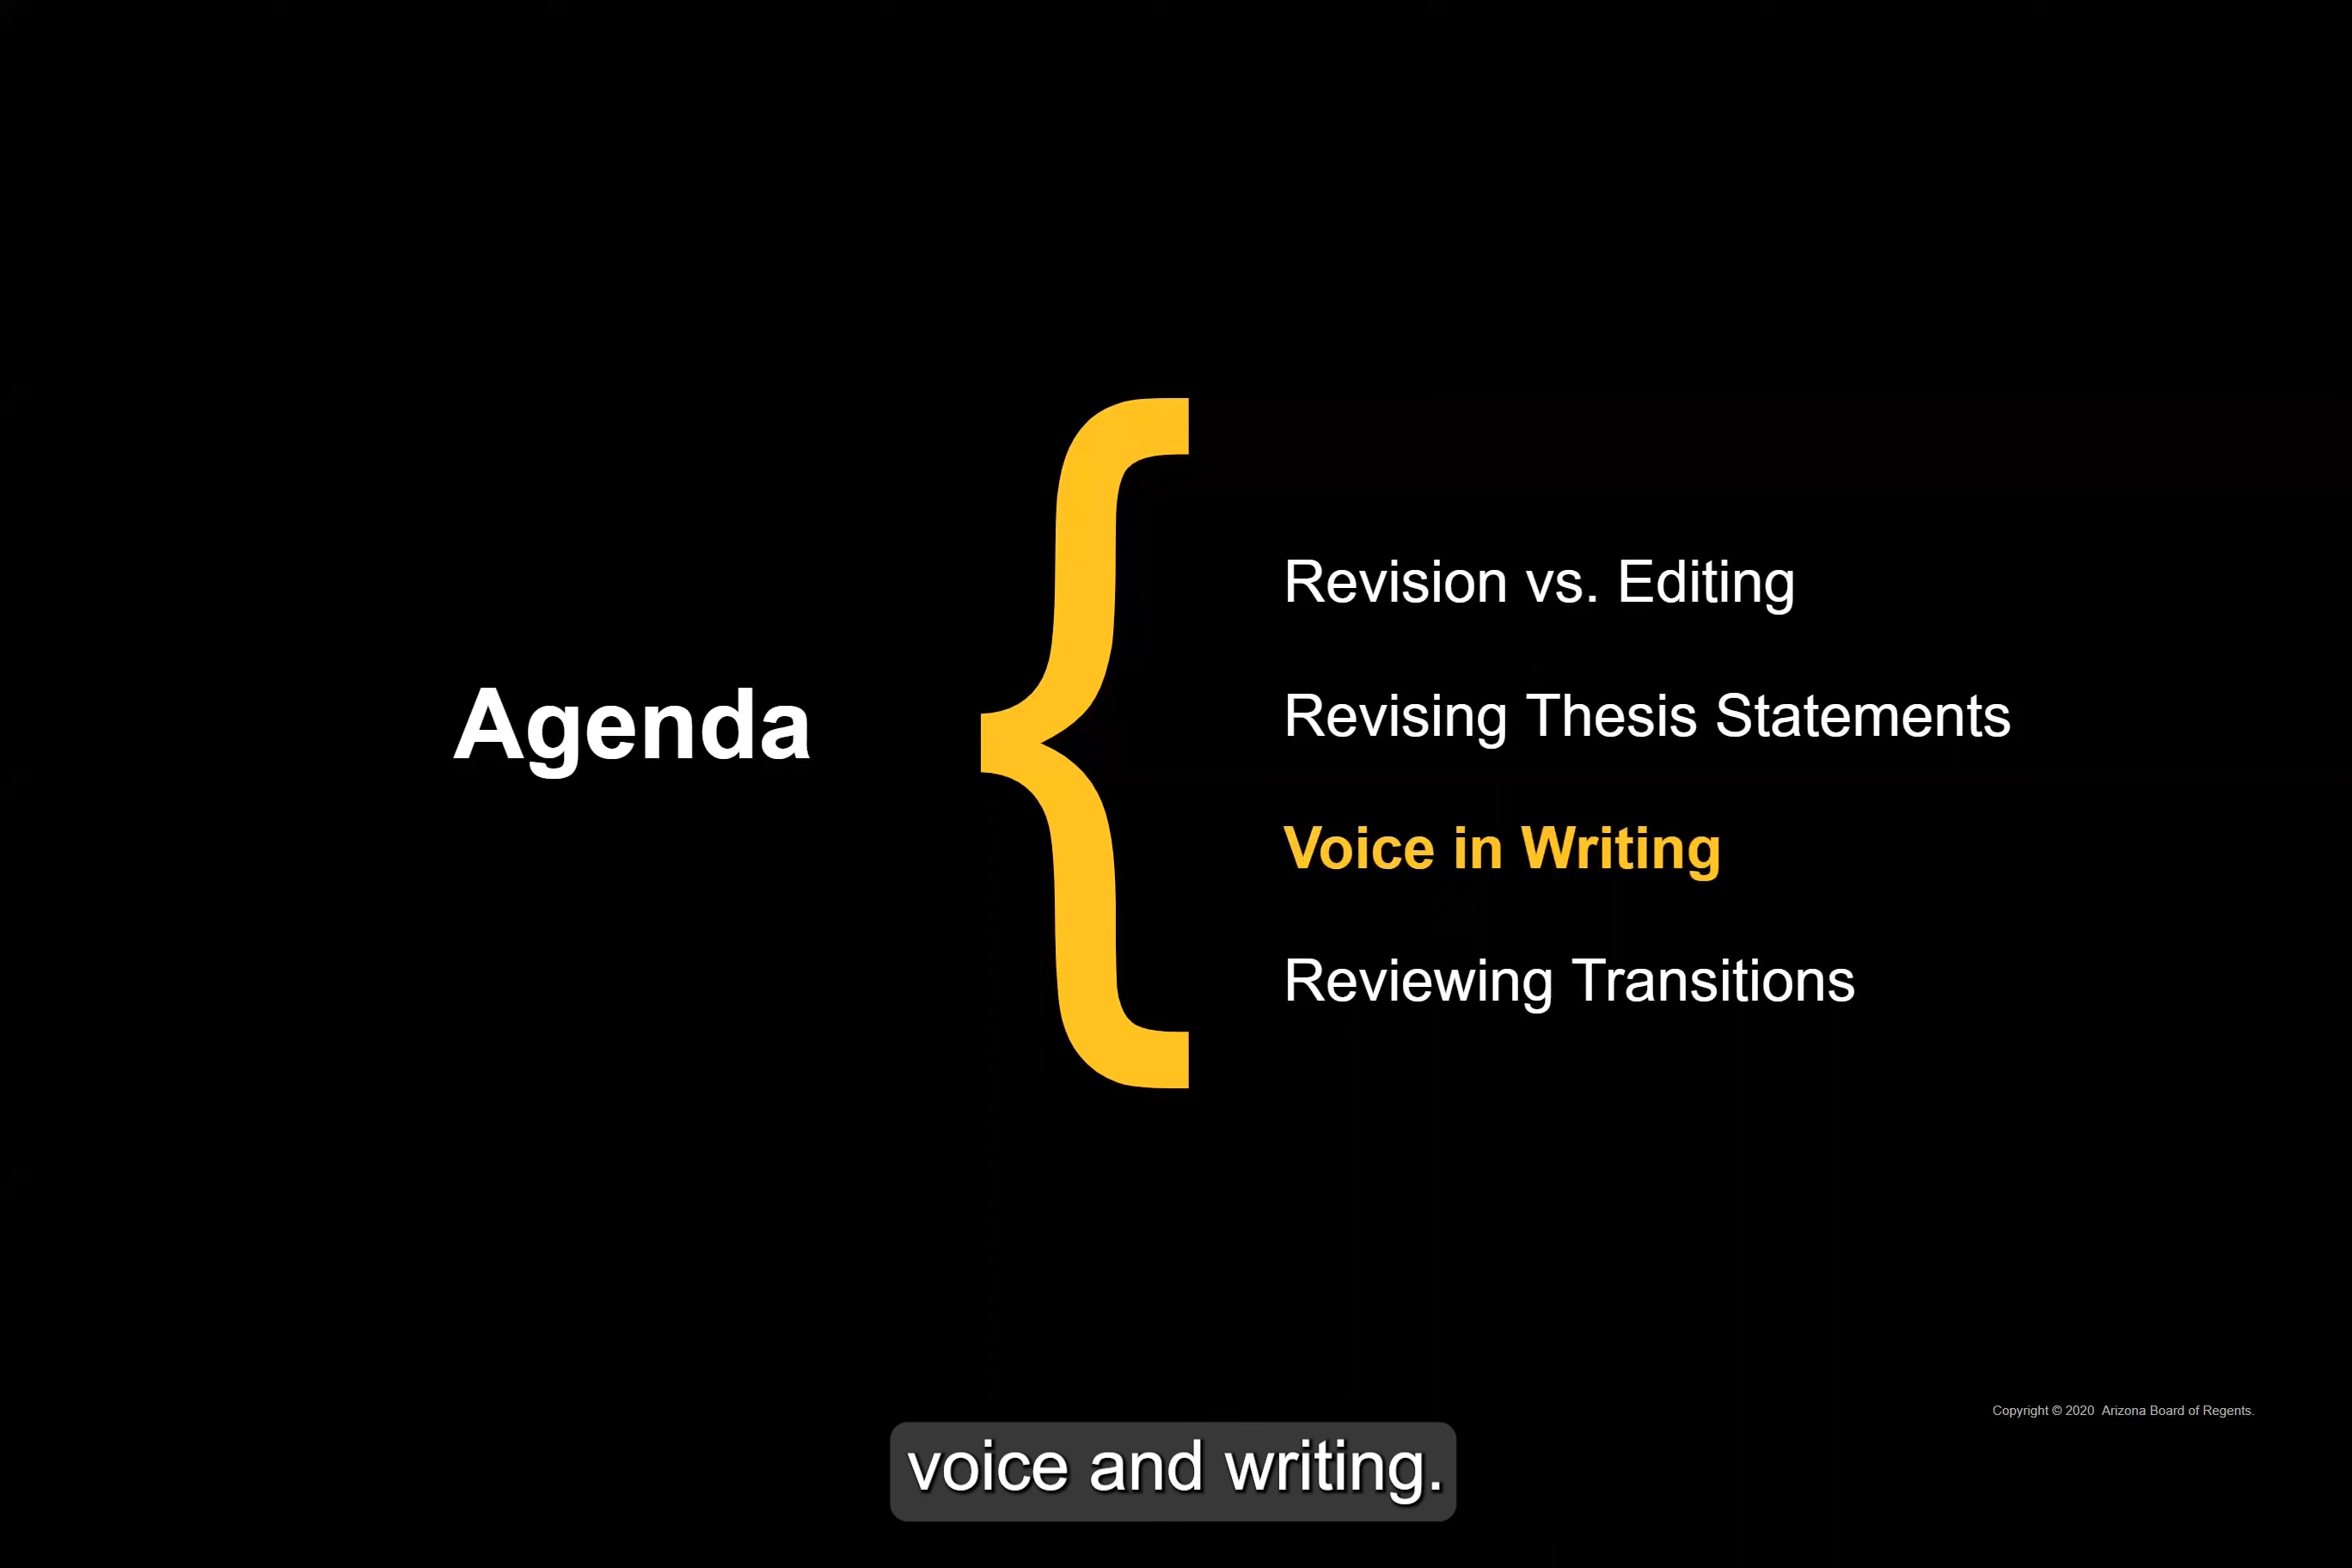 Agenda
Revision vs. Editing
Revising Thesis Statements
Voice in Writing
Reviewing Transitions
Copyright © 2020 Arizona Board of Regents.
voice and writing.